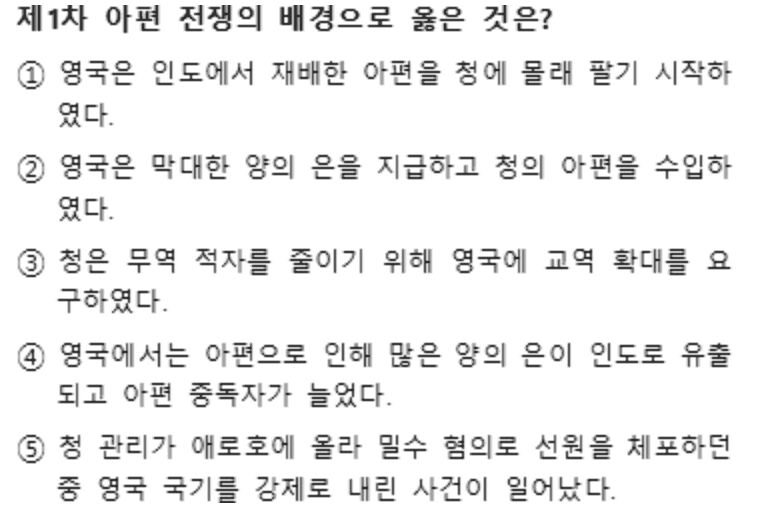 제1차 아편 전쟁의 배경으로 옳은 것은?
① 영국은 인도에서 재배한 아편을 청에 몰래 팔기 시작하
였다.
② 영국은 막대한 양의 은을 지급하고 청의 아편을 수입하
였다.
③ 청은 무역 적자를 줄이기 위해 영국에 교역 확대를 요
구하였다.
④ 영국에서는 아편으로 인해 많은 양의 은이 인도로 유출
되고 아편 중독자가 늘었다.
⑤ 청 관리가 애로호에 올라 밀수 혐의로 선원을 체포하던
중 영국 국기를 강제로 내린 사건이 일어났다.